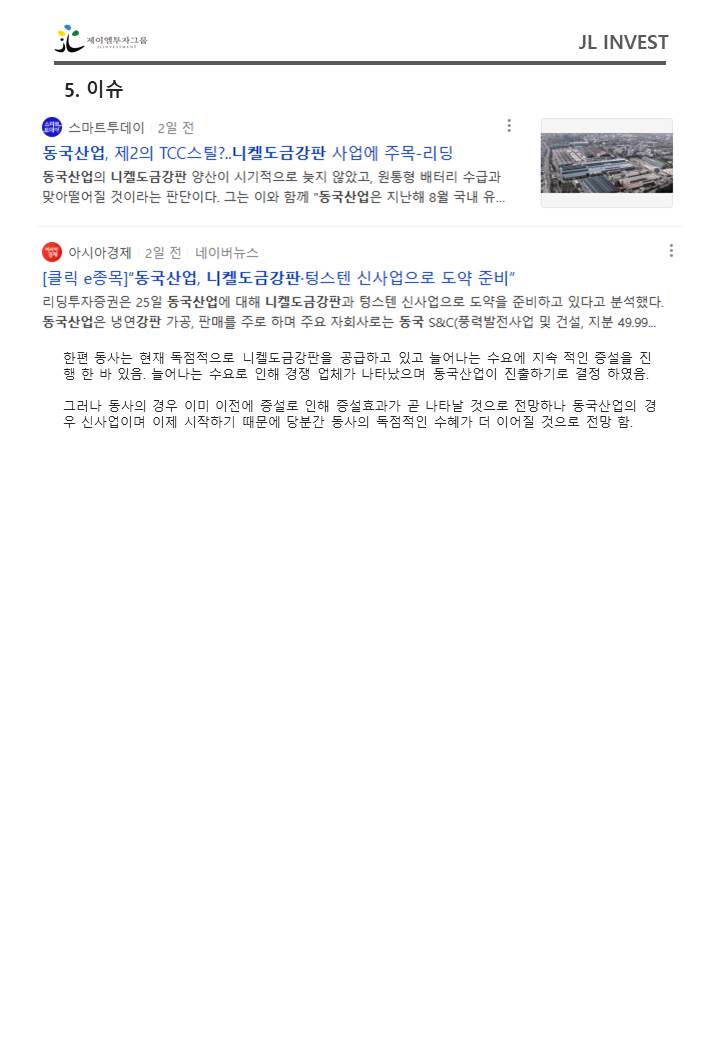 제이엘투자그룹
JL INVESTMENT
JL INVEST
5. 이슈
스마트투데이 2일 전
동국산업, 제2의 TCC스틸?..니켈도금강판 사업에 주목-리딩
동국산업의 니켈도금강판 양산이 시기적으로 늦지 않았고, 원통형 배터리 수급과
맞아떨어질 것이라는 판단이다. 그는 이와 함께 "동국산업은 지난해 8월 국내 유...
아시아경제 2일 전 네이버뉴스
[클릭 e종목]"동국산업, 니켈도금강판·텅스텐 신사업으로 도약 준비"
리딩투자증권은 25일 동국산업에 대해 니켈도금강판과 텅스텐 신사업으로 도약을 준비하고 있다고 분석했다.
동국산업은 냉연강판 가공, 판매를 주로 하며 주요 자회사로는 동국 S&C(풍력발전사업 및 건설, 지분 49.99...
한편 동사는 현재 독점적으로 니켈도금강판을 공급하고 있고 늘어나는 수요에 지속 적인 증설을 진
행 한 바 있음. 늘어나는 수요로 인해 경쟁 업체가 나타났으며 동국산업이 진출하기로 결정 하였음.
그러나 동사의 경우 이미 이전에 증설로 인해 증설효과가 곧 나타날 것으로 전망하나 동국산업의 경
우 신사업이며 이제 시작하기 때문에 당분간 동사의 독점적인 수혜가 더 이어질 것으로 전망 함.